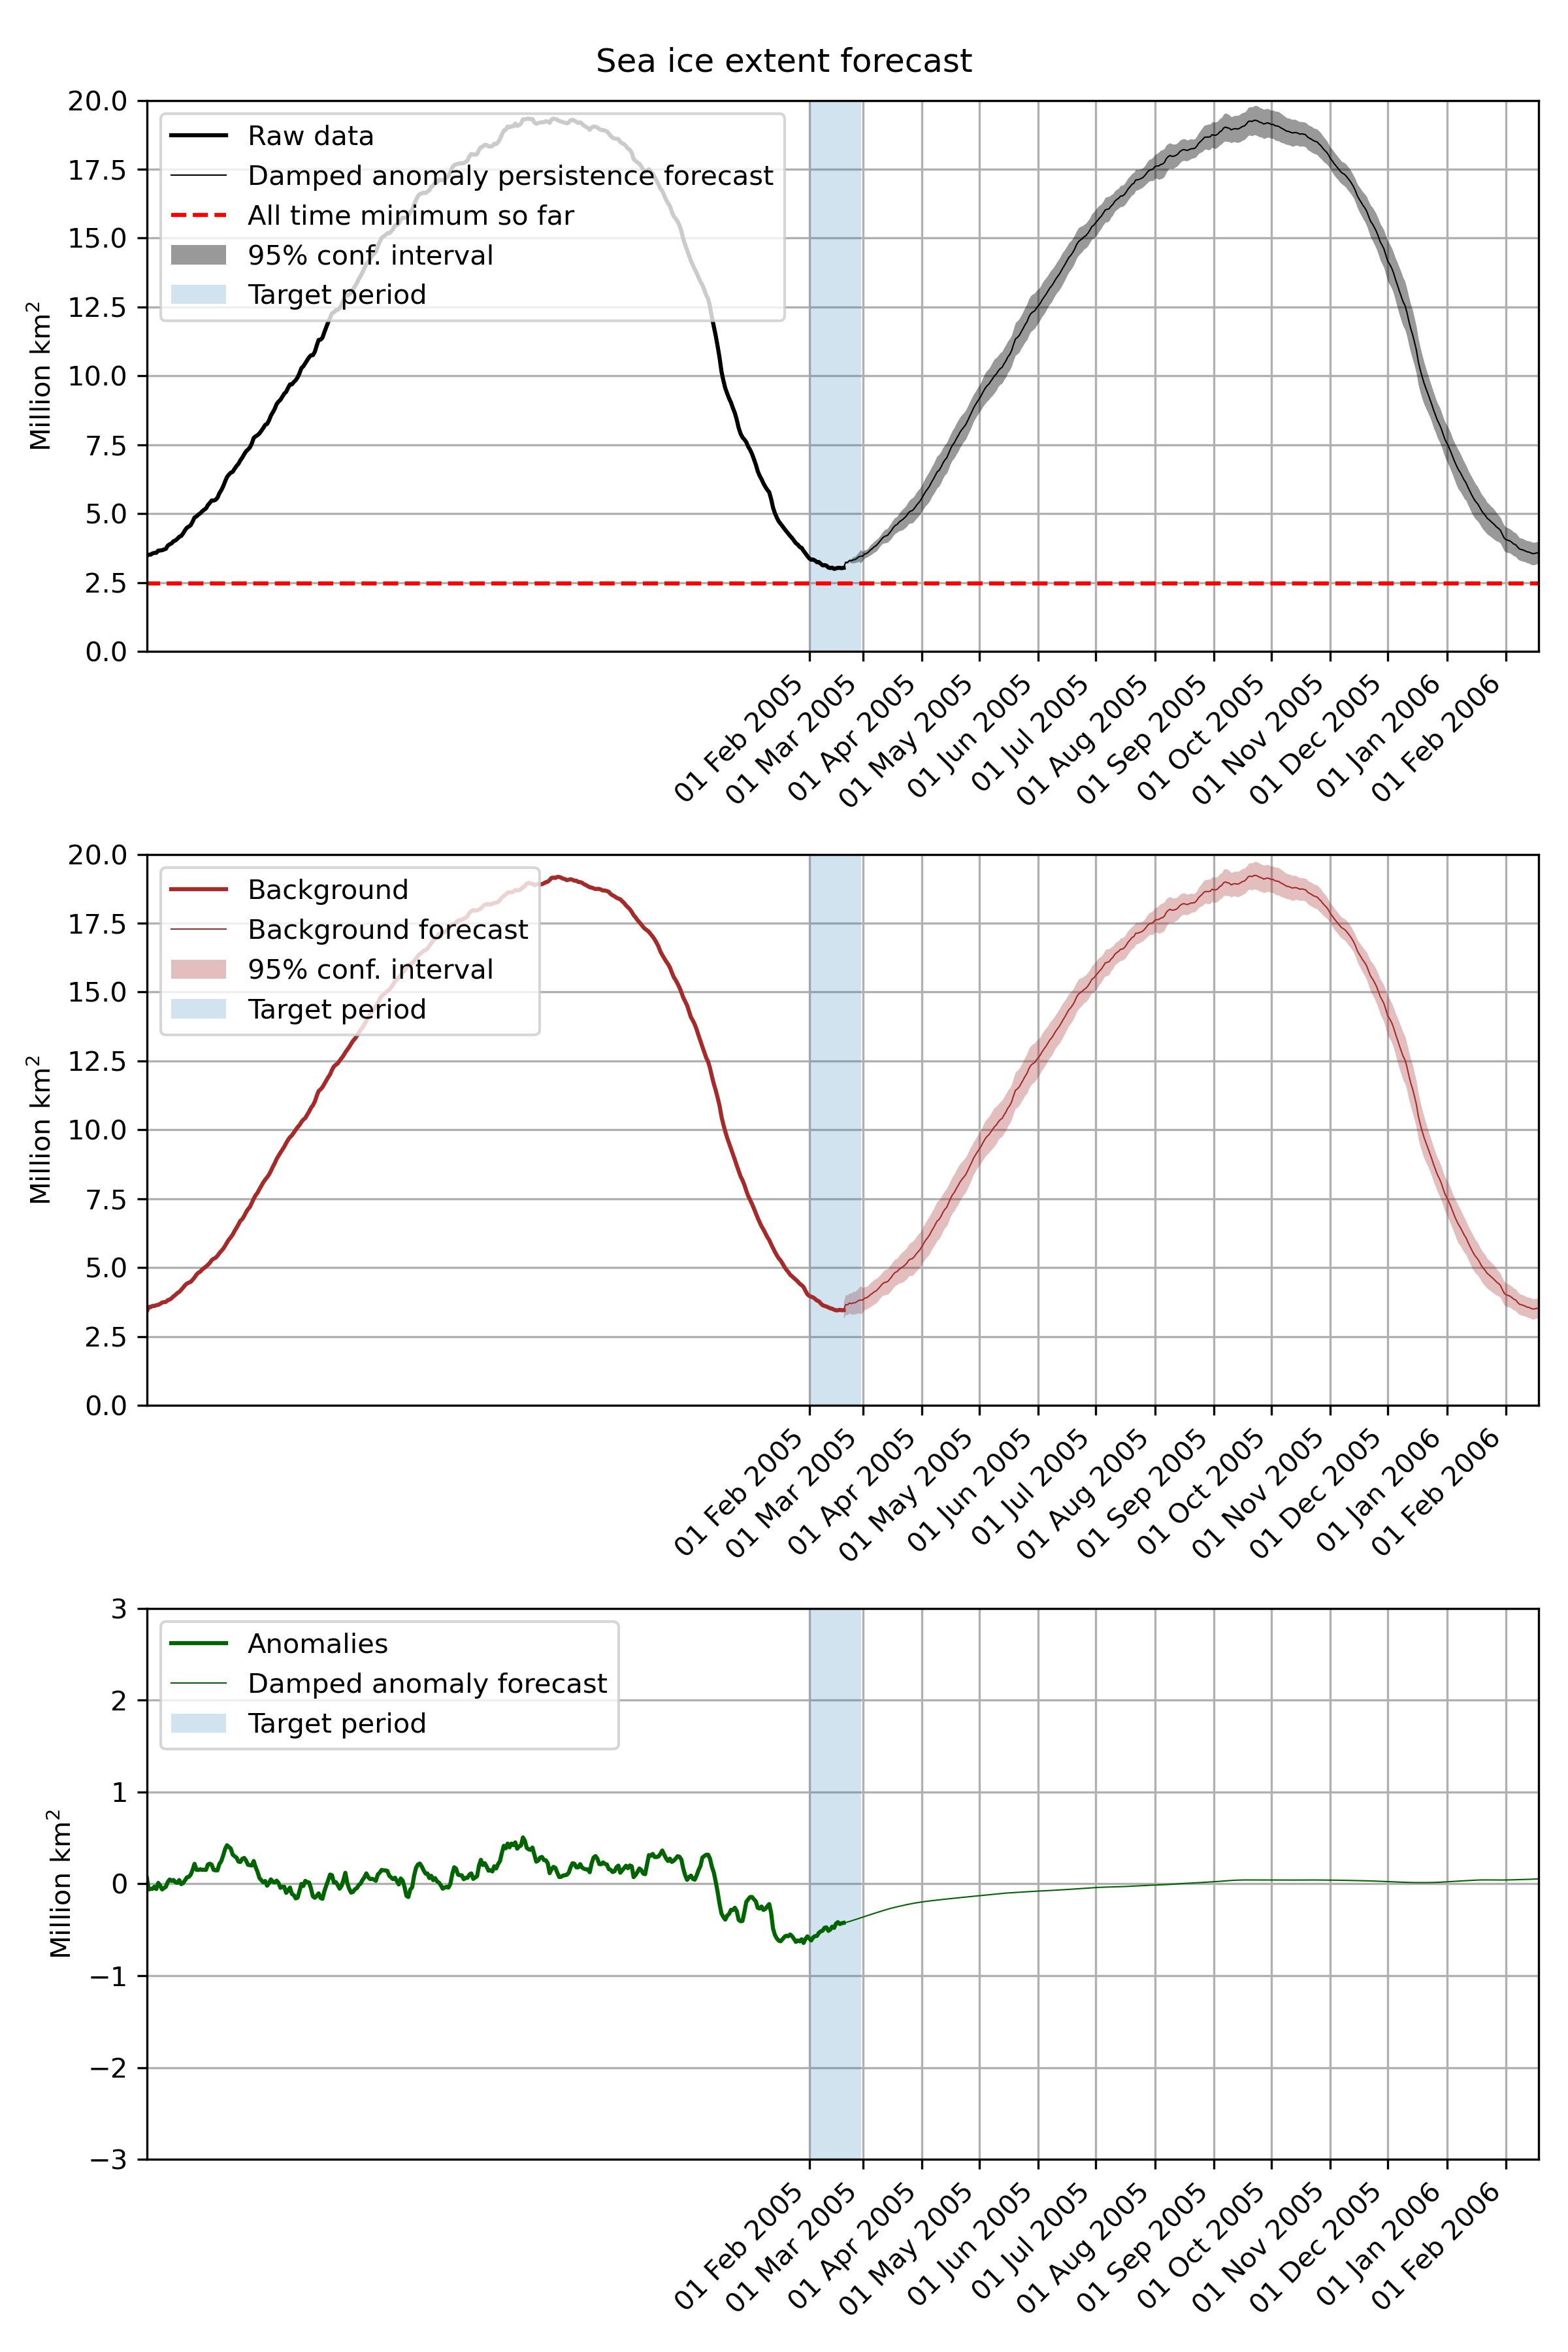 Sea ice extent forecast
20.0
17.5
15.0
12.5
10.0
7.5
5.0
2.5
0.0
Million km²
Raw data
Damped anomaly persistence forecast
All time minimum so far
95% conf. interval
Target period
01 Feb 2005
01 Mar 2005
01 Apr 2005
01 May 2005
01 Jun 2005
01 Jul 2005
01 Aug 2005
01 Sep 2005
01 Oct 2005
01 Nov 2005
01 Dec 2005
01 Jan 2006
01 Feb 2006
20.0
17.5
15.0
12.5
10.0
7.5
5.0
2.5
0.0
Million km²
Background
Background forecast
95% conf. interval
Target period
01 Feb 2005
01 Mar 2005
01 Apr 2005
01 May 2005
01 Jun 2005
01 Jul 2005
01 Aug 2005
01 Sep 2005
01 Oct 2005
01 Nov 2005
01 Dec 2005
01 Jan 2006
01 Feb 2006
3
2
1
0
−1
−2
−3
Million km²
Anomalies
Damped anomaly forecast
Target period
01 Feb 2005
01 Mar 2005
01 Apr 2005
01 May 2005
01 Jun 2005
01 Jul 2005
01 Aug 2005
01 Sep 2005
01 Oct 2005
01 Nov 2005
01 Dec 2005
01 Jan 2006
01 Feb 2006